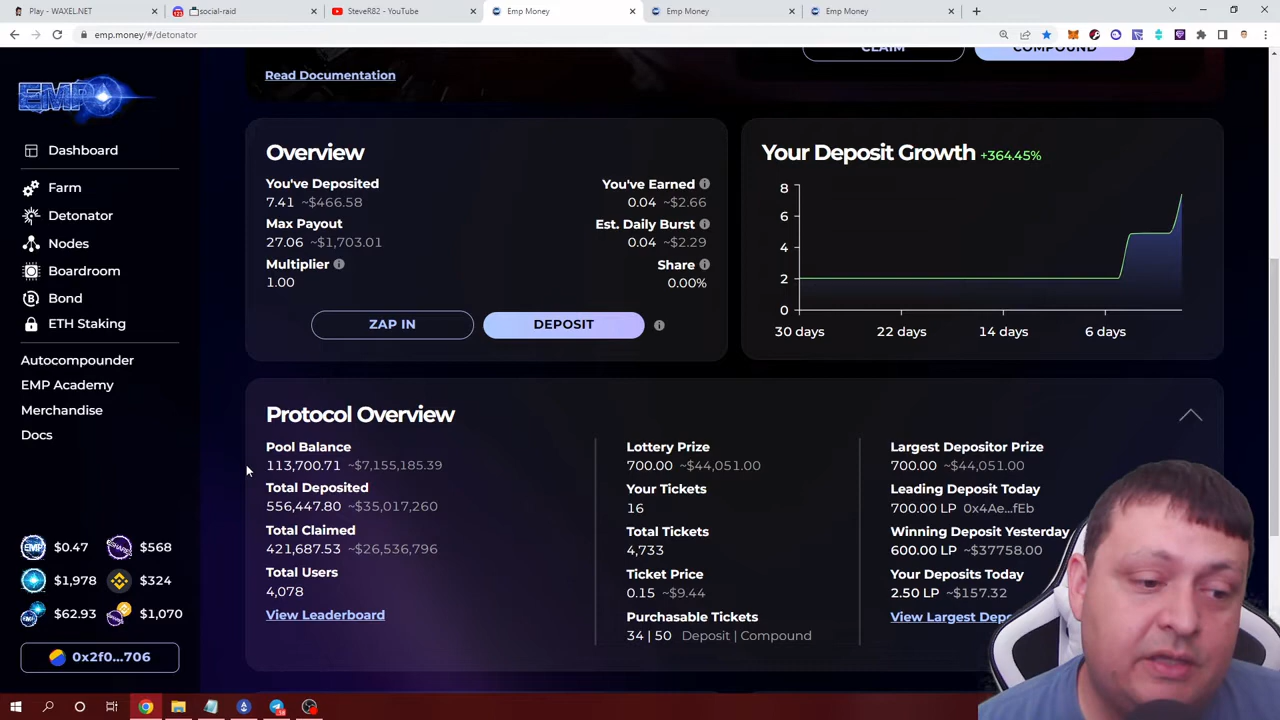 Play - WAXEL.NET
social-raid
SteveR82 - YouTube
Emp Money
Emp Money
Emp Money
emp.money/#/detonator
CLAIM
COMPOUND
Read Documentation
EMP
Dashboard
Farm
Detonator
Nodes
Boardroom
Bond
ETH Staking
Autocompounder
EMP Academy
Merchandise
Docs
$0.47
$568
$1,978
$324
$62.93
$1,070
0x2f0...706
Overview
You've Deposited
7.41 ~$466.58
Max Payout
27.06 ~$1,703.01
Multiplier
1.00
You've Earned
0.04 ~$2.66
Est. Daily Burst
0.04 ~$2.29
Share
0.00%
ZAP IN
DEPOSIT
Your Deposit Growth +364.45%
8
6
4
2
0
30 days
22 days
14 days
6 days
Protocol Overview
Pool Balance
113,700.71 ~$7,155,185.39
Total Deposited
556,447.80 ~$35,017,260
Total Claimed
421,687.53 ~$26,536,796
Total Users
4,078
View Leaderboard
Lottery Prize
700.00 ~$44,051.00
Your Tickets
16
Total Tickets
4,733
Ticket Price
0.15 ~$9.44
Purchasable Tickets
34 | 50 Deposit | Compound
Largest Depositor Prize
700.00 ~$44,051.00
Leading Deposit Today
700.00 LP 0x4Ae...fEb
Winning Deposit Yesterday
600.00 LP ~$37758.00
Your Deposits Today
2.50 LP ~$157.32
View Largest Dep